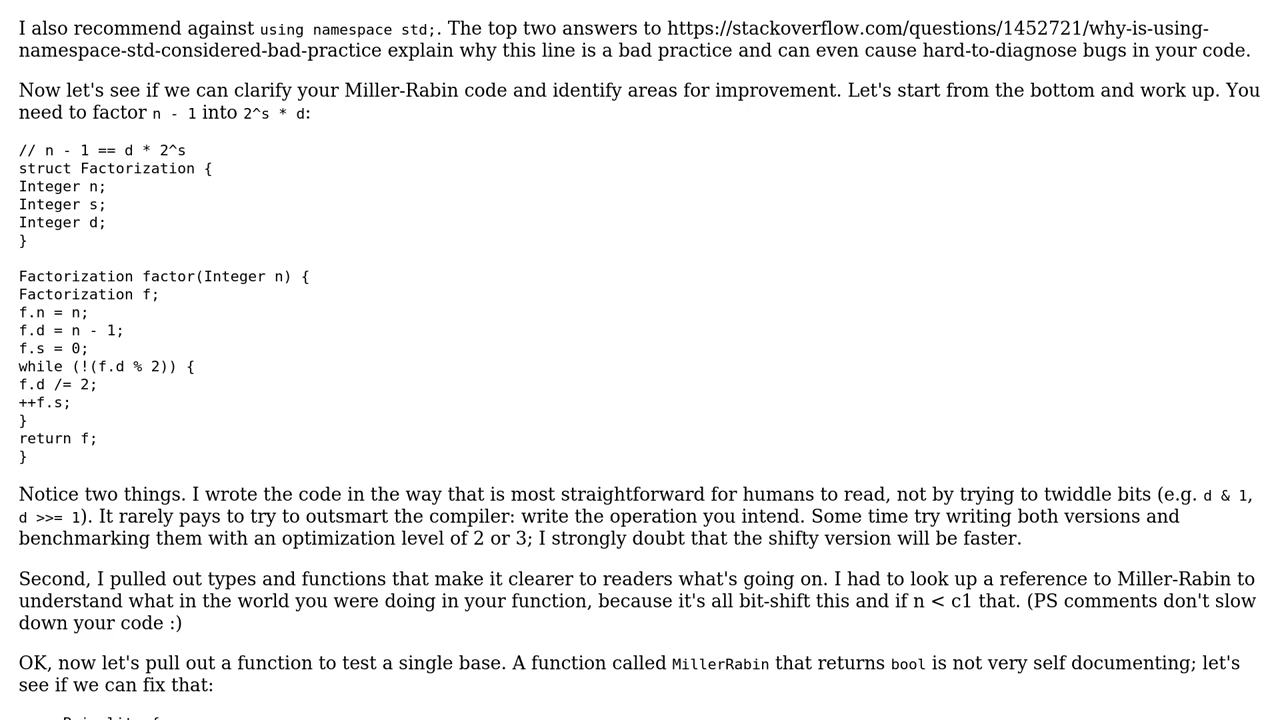 I also recommend against using namespace std;. The top two answers to https://stackoverflow.com/questions/1452721/why-is-using-
namespace-std-considered-bad-practice explain why this line is a bad practice and can even cause hard-to-diagnose bugs in your code.
Now let's see if we can clarify your Miller-Rabin code and identify areas for improvement. Let's start from the bottom and work up. You
need to factor n - 1 into 2^s * d:
// n - 1 == d * 2^s
struct Factorization {
Integer n;
Integer s;
Integer d;
}
Factorization factor(Integer n) {
Factorization f;
f.n = n;
f.d = n - 1;
f.s = 0;
while (!(f.d % 2)) {
f.d /= 2;
++f.s;
}
return f;
}
Notice two things. I wrote the code in the way that is most straightforward for humans to read, not by trying to twiddle bits (e.g. d & 1,
d >>= 1). It rarely pays to try to outsmart the compiler: write the operation you intend. Some time try writing both versions and
benchmarking them with an optimization level of 2 or 3; I strongly doubt that the shifty version will be faster.
Second, I pulled out types and functions that make it clearer to readers what's going on. I had to look up a reference to Miller-Rabin to
understand what in the world you were doing in your function, because it's all bit-shift this and if n < c1 that. (PS comments don't slow
down your code :)
OK, now let's pull out a function to test a single base. A function called MillerRabin that returns bool is not very self documenting; let's
see if we can fix that: